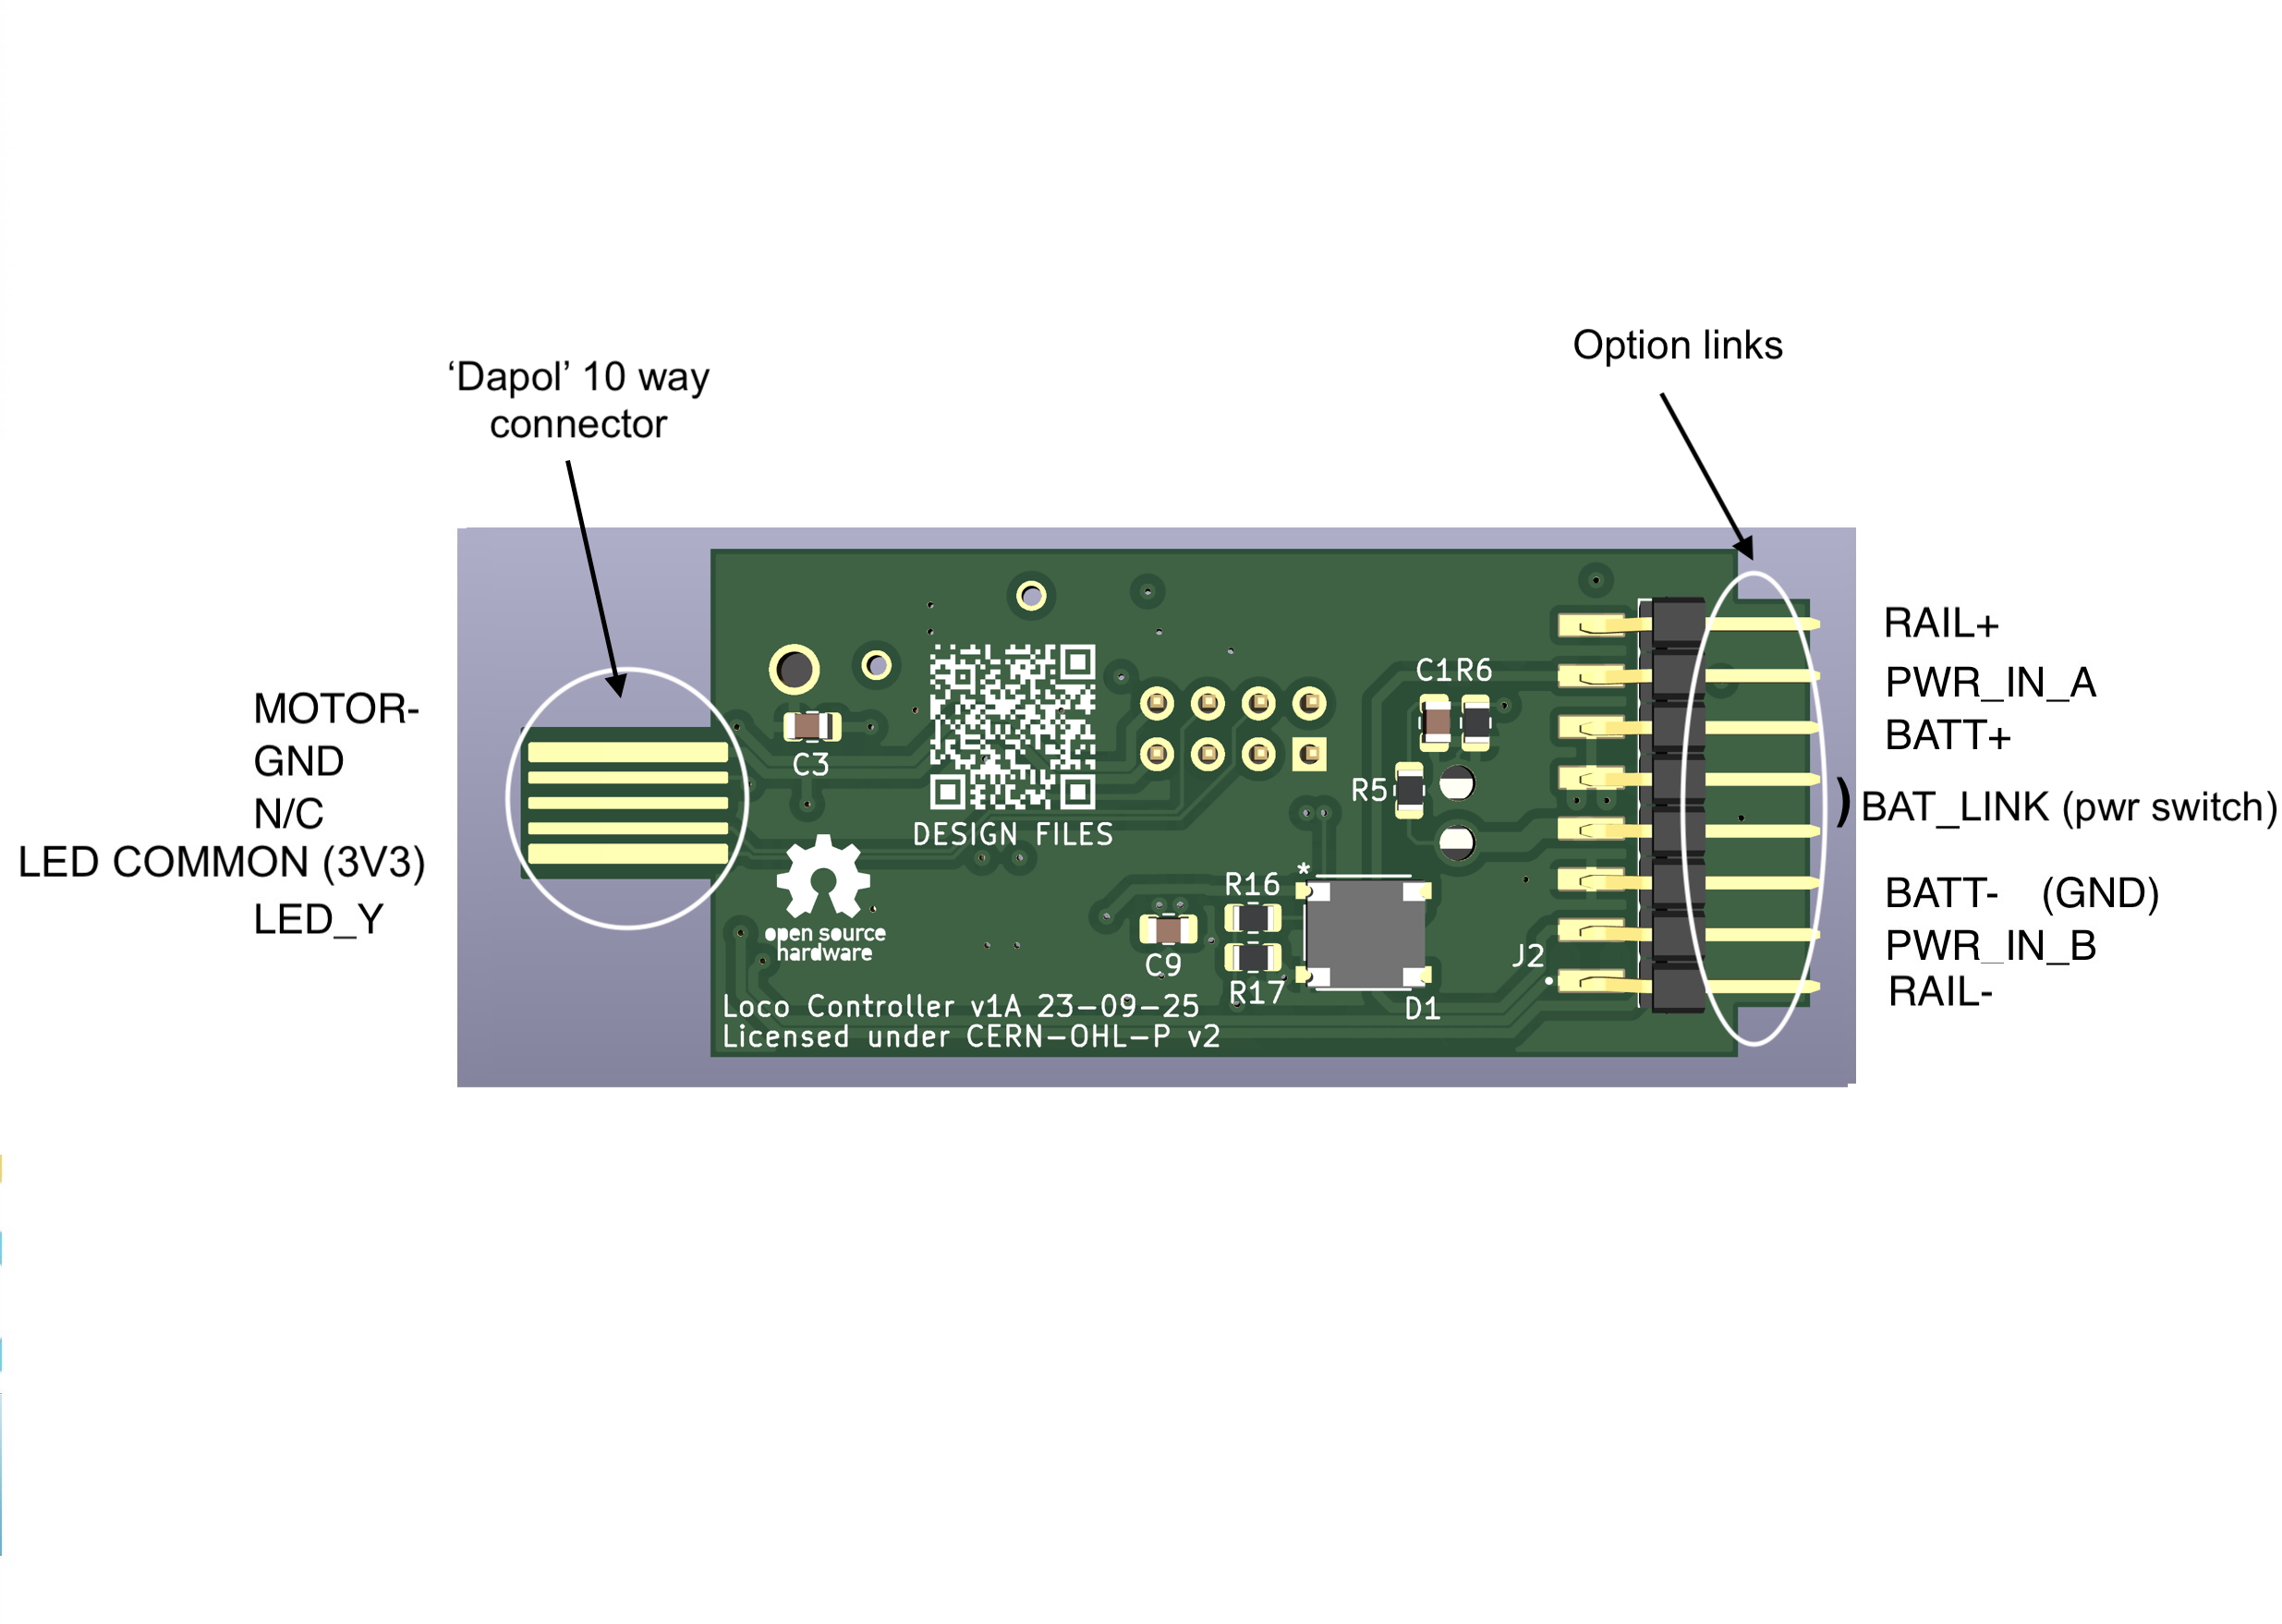 Option links
‘Dapol’ 10 way
connector
RAIL+
PWR_IN_A
BATT+
BAT_LINK (pwr switch)
BATT- (GND)
PWR_IN_B
RAIL-
MOTOR-
GND
N/C
LED COMMON (3V3)
LED_Y
C1R6
C3
R5
DESIGN FILES
*
R16
open source
hardware
C9
J2
R17
D1
Loco Controller v1A 23-09-25
Licensed under CERN-OHL-P v2